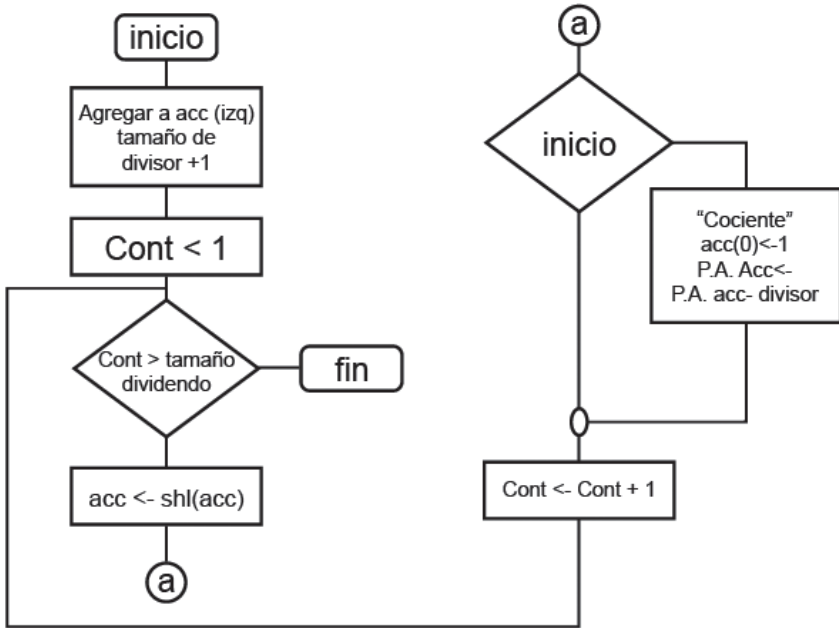 inicio
Agregar a acc (izq)
tamaño de
divisor +1
Cont < 1
Cont > tamaño
dividendo
fin
acc <- shl(acc)
a
a
inicio
“Cociente”
acc(0)<-1
P.A. Acc<-
P.A. acc- divisor
Cont <- Cont + 1